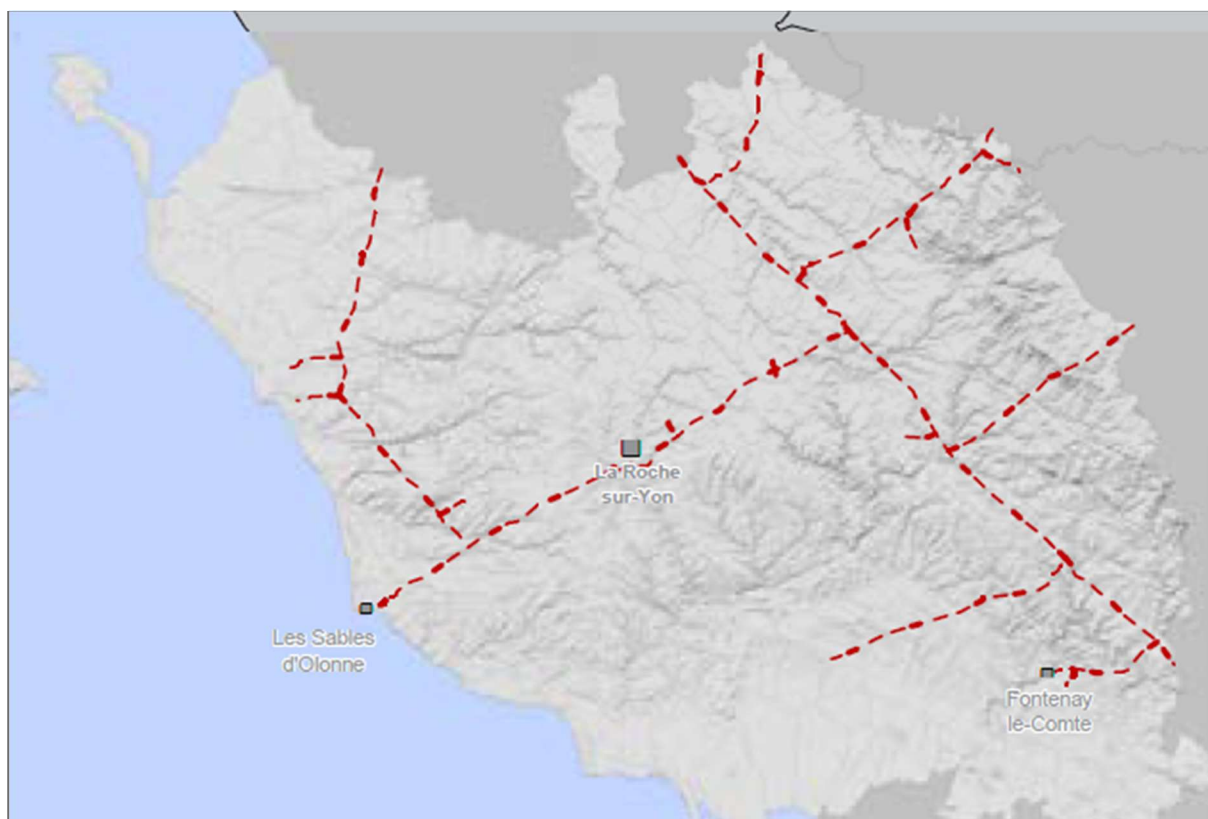 La Roche
sur-Yon
Les Sables
d'Olonne
Fontenay
le-Comte